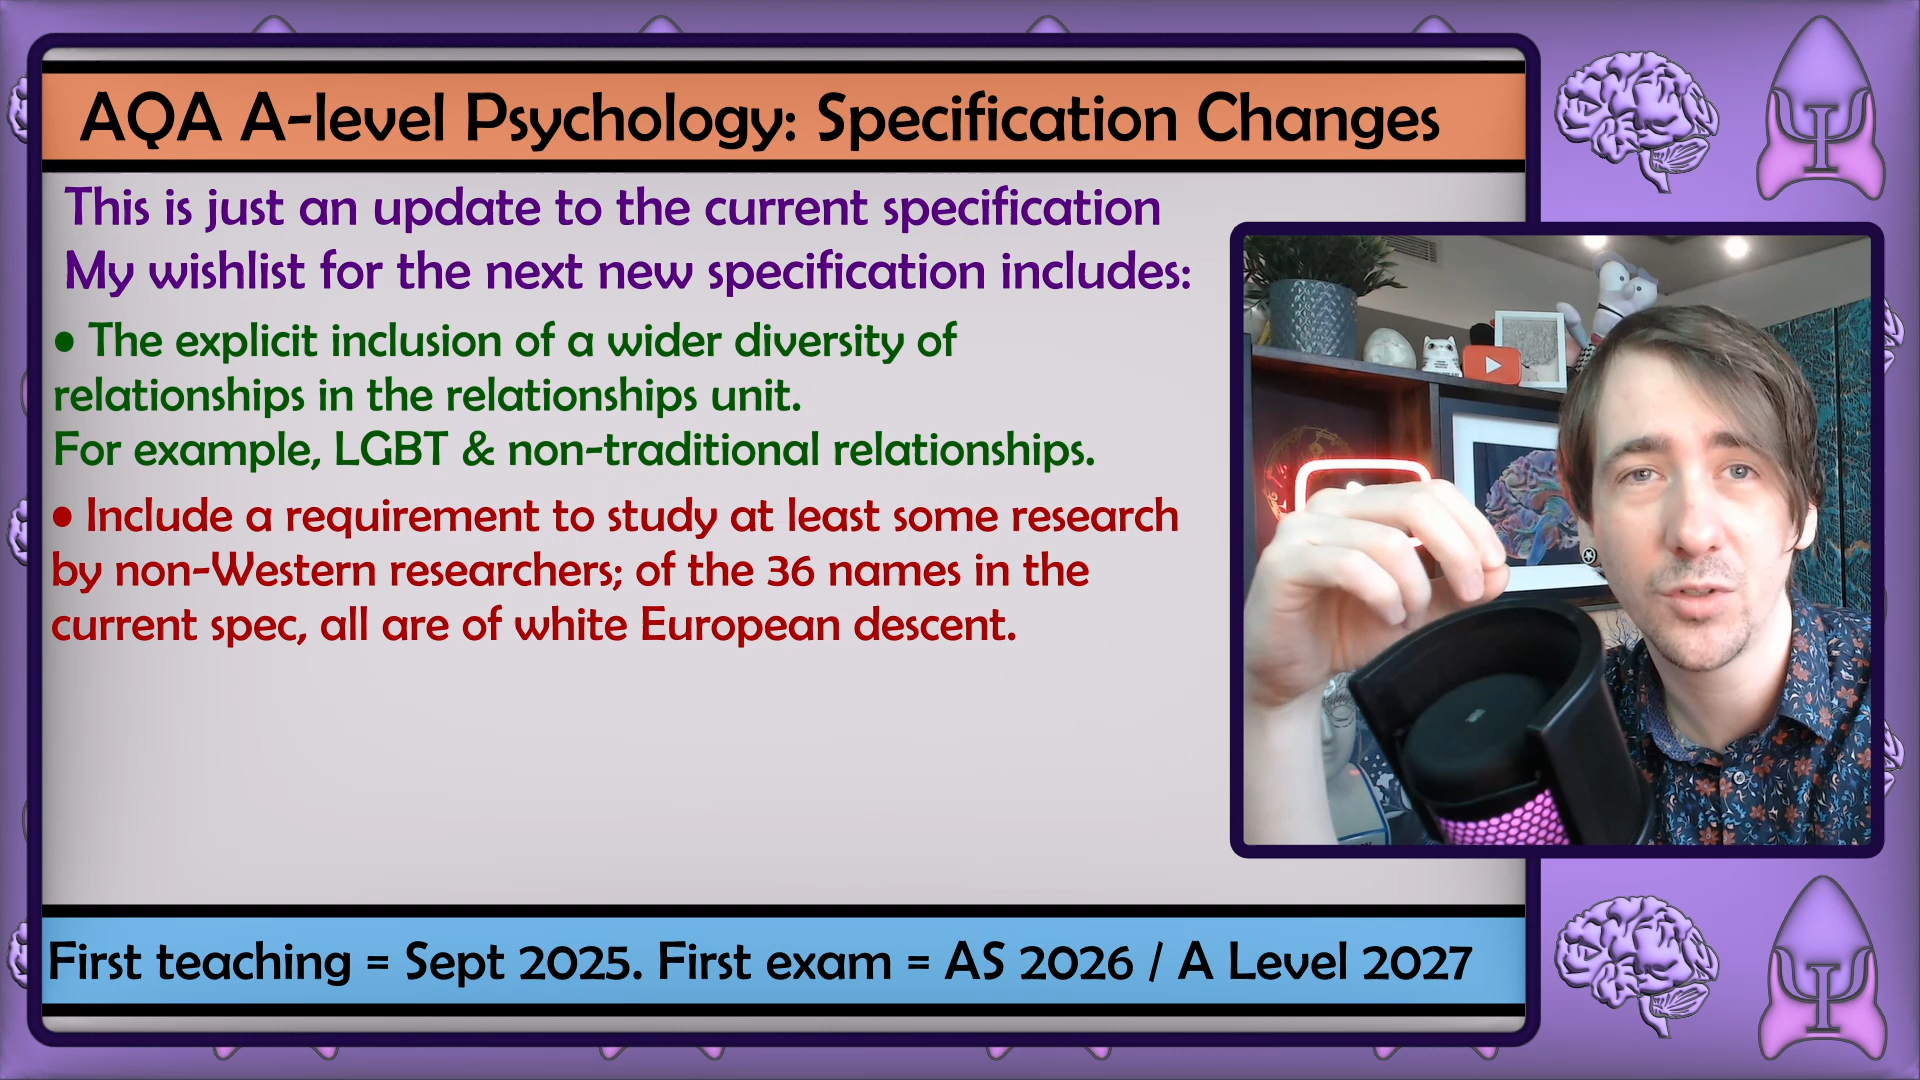 AQA A-level Psychology: Specification Changes
This is just an update to the current specification
My wishlist for the next new specification includes:
• The explicit inclusion of a wider diversity of
relationships in the relationships unit.
For example, LGBT & non-traditional relationships.
• Include a requirement to study at least some research
by non-Western researchers; of the 36 names in the
current spec, all are of white European descent.
First teaching = Sept 2025. First exam = AS 2026 / A Level 2027